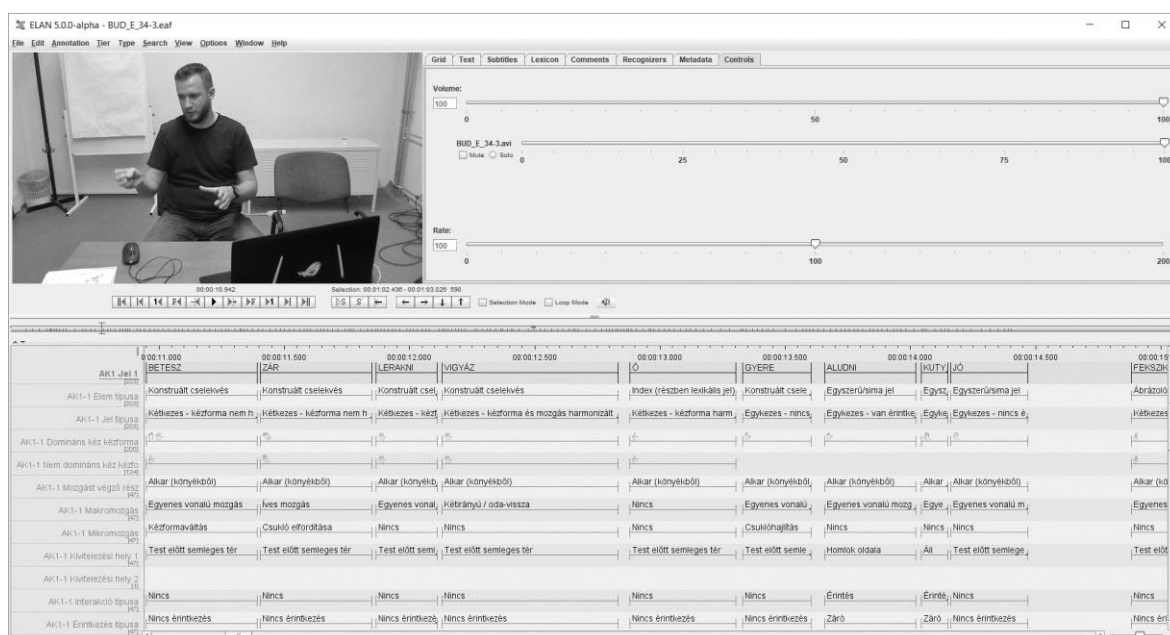 ELAN 5.0.0-alpha - BUD_E_34-3.eaf
File Edit Annotation Tier Type Search View Options Window Help
Grid Text Subtitles Lexicon Comments Recognizers Metadata Controls
Volume:
100
0 50 100
BUD_E_34-3.avi
Mute Solo 0 25 50 75 100
Rate:
100
0 100 200
00:00:10.942 Selection: 00:01:02.436 - 00:01:03.026 590
Selection Mode Loop Mode
0:00:11.000 00:00:11.500 00:00:12.000 00:00:12.500 00:00:13.000 00:00:13.500 00:00:14.000 00:00:14.500 00:00:15
AK1 Jel 1 BETESZ ZÁR LERAKNI VIGYÁZ Ő GYERE ALUDNI KUTY JÓ FEKSZIK
[203]
AK1-1 Elem típusa Konstruált cselekvés Konstruált cselekvés Konstruált csel Konstruált cselekvés Index (részben lexikális jel) Konstruált csele Egyszerű/sima jel Egysz Egyszerű/sima jel Ábrázoló
[203]
AK1-1 Jel típusa Kétkezes - kézforma nem h Kétkezes - kézforma nem h Kétkezes - kézf Kétkezes - kézforma és mozgás harmonizált Kétkezes - kézforma harm Egykezes - nincs Egykezes - van érintke Egyke Egykezes - nincs é Kétkezes
[203]
AK1-1 Domináns kéz kézforma
[200]
AK1-1 Nem domináns kéz kézfo
[124]
AK1-1 Mozgást végző rész Alkar (könyékből) Alkar (könyékből) Alkar (könyékb Alkar (könyékből) Alkar (könyékből) Alkar (könyékből) Alkar (könyékből) Alkar Alkar (könyékből) Alkar (kö
[47]
AK1-1 Makromozgás Egyenes vonalú mozgás Íves mozgás Egyenes vonal Kétirányú / oda-vissza Nincs Egyenes vonalú Egyenes vonalú mozg Egye Egyenes vonalú m Egyenes
[47]
AK1-1 Mikromozgás Kézformaváltás Csukló elfordítása Nincs Nincs Nincs Csuklóhajlítás Nincs Nincs Nincs Nincs
[47]
AK1-1 Kivitelezési hely 1 Test előtt semleges tér Test előtt semleges tér Test előtt seml Test előtt semleges tér Test előtt semleges tér Test előtt semle Homlok oldala Áll Test előtt semlege Test előt
[47]
AK1-1 Kivitelezési hely 2
[1]
AK1-1 Interakció típusa Nincs Nincs Nincs Nincs Nincs Nincs Érintés Érinté Nincs Nincs
[47]
AK1-1 Érintkezés típusa Nincs érintkezés Nincs érintkezés Nincs érintkezé Nincs érintkezés Nincs érintkezés Nincs érintkezés Záró Záró Nincs érintkezés Nincs ér
[47]